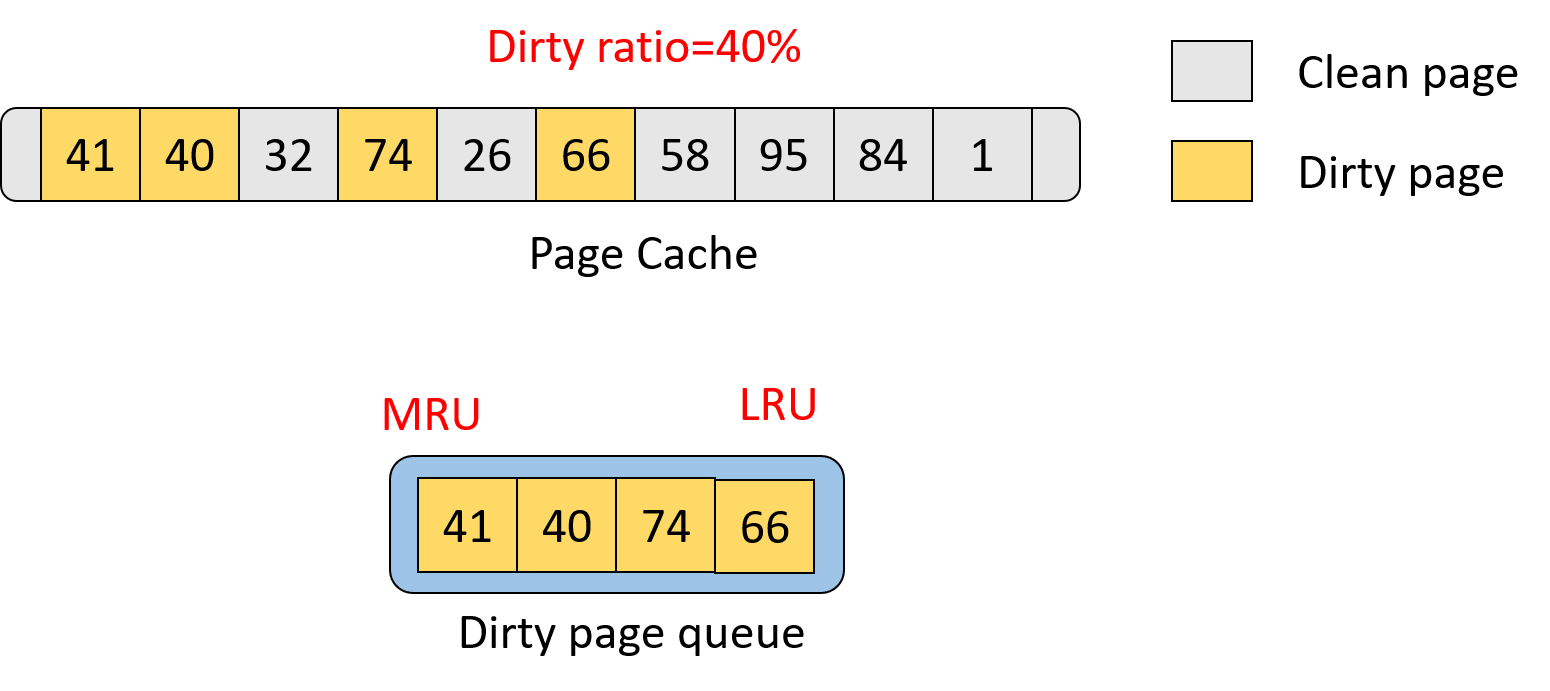 Dirty ratio=40%
Clean page
41 40 32 74 26 66 58 95 84 1
Dirty page
Page Cache
MRU
LRU
41 40 74 66
Dirty page queue